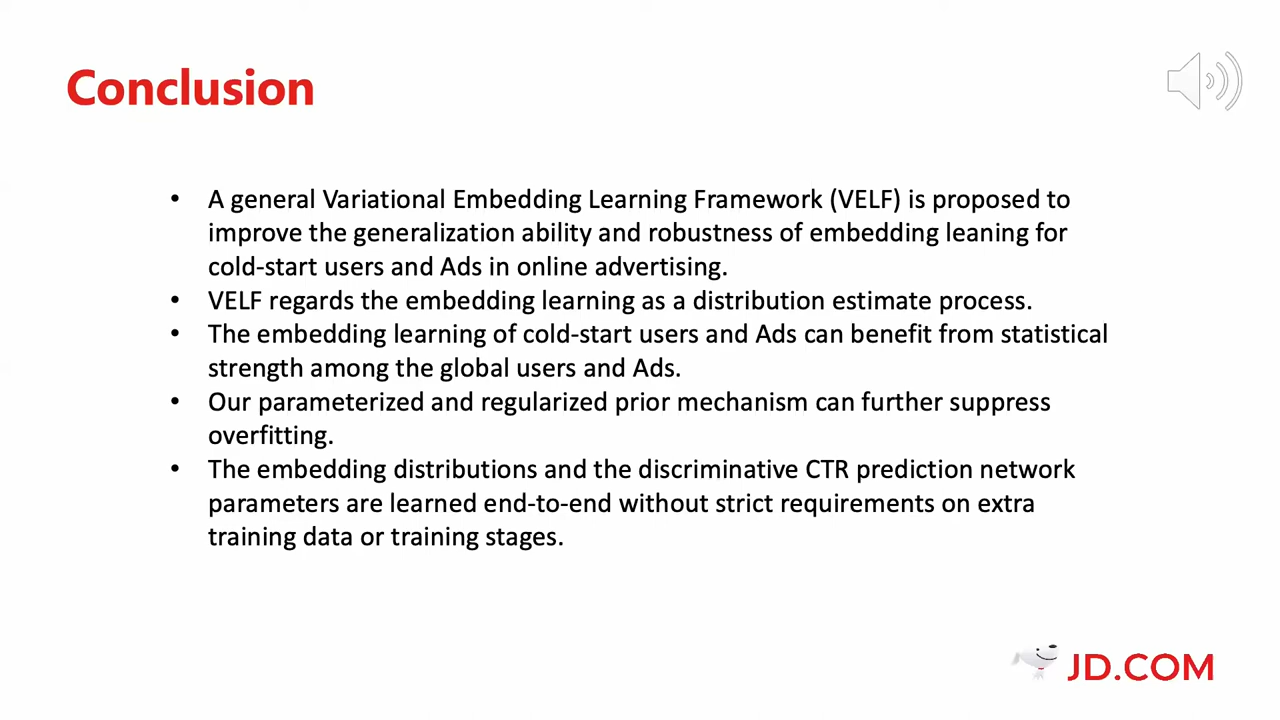 Conclusion
• A general Variational Embedding Learning Framework (VELF) is proposed to
improve the generalization ability and robustness of embedding leaning for
cold-start users and Ads in online advertising.
• VELF regards the embedding learning as a distribution estimate process.
• The embedding learning of cold-start users and Ads can benefit from statistical
strength among the global users and Ads.
• Our parameterized and regularized prior mechanism can further suppress
overfitting.
• The embedding distributions and the discriminative CTR prediction network
parameters are learned end-to-end without strict requirements on extra
training data or training stages.
JD.COM